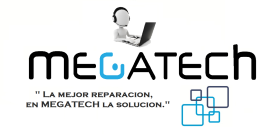 MEGATECH
" LA MEJOR REPARACION,
EN MEGATECH LA SOLUCION."